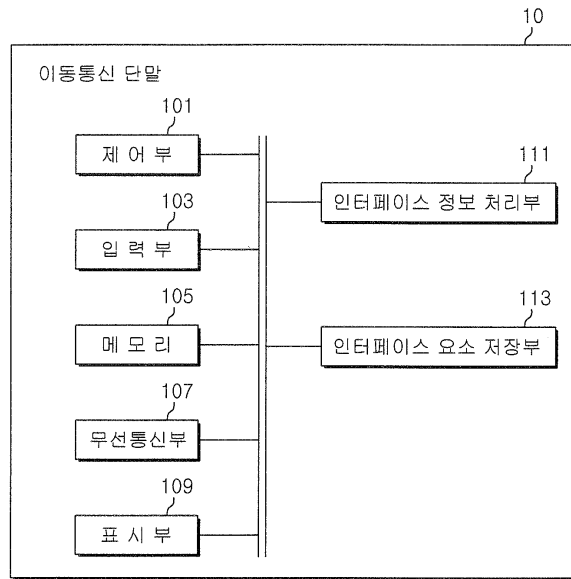 10
이동통신 단말
101
제 어 부
103
입 력 부
105
메 모 리
107
무선통신부
109
표 시 부
111
인터페이스 정보 처리부
113
인터페이스 요소 저장부